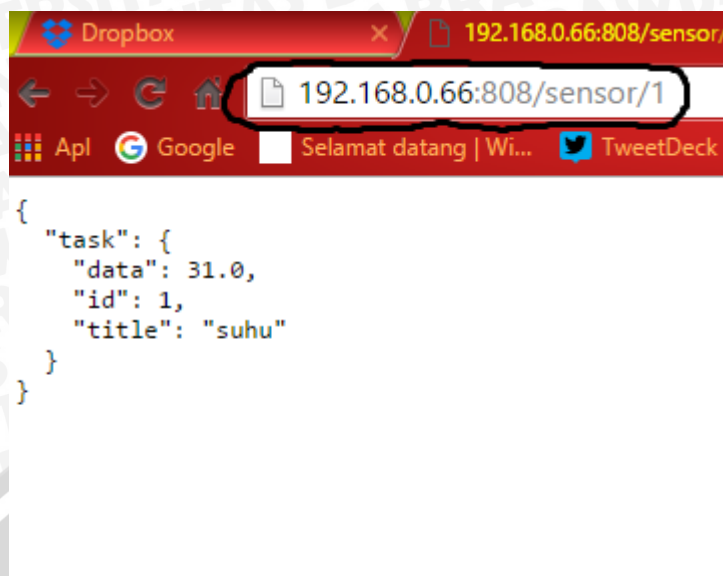 Dropbox
192.168.0.66:808/sensor/
192.168.0.66:808/sensor/1
Apl Google Selamat datang | Wi... TweetDeck
{
"task": {
"data": 31.0,
"id": 1,
"title": "suhu"
}
}